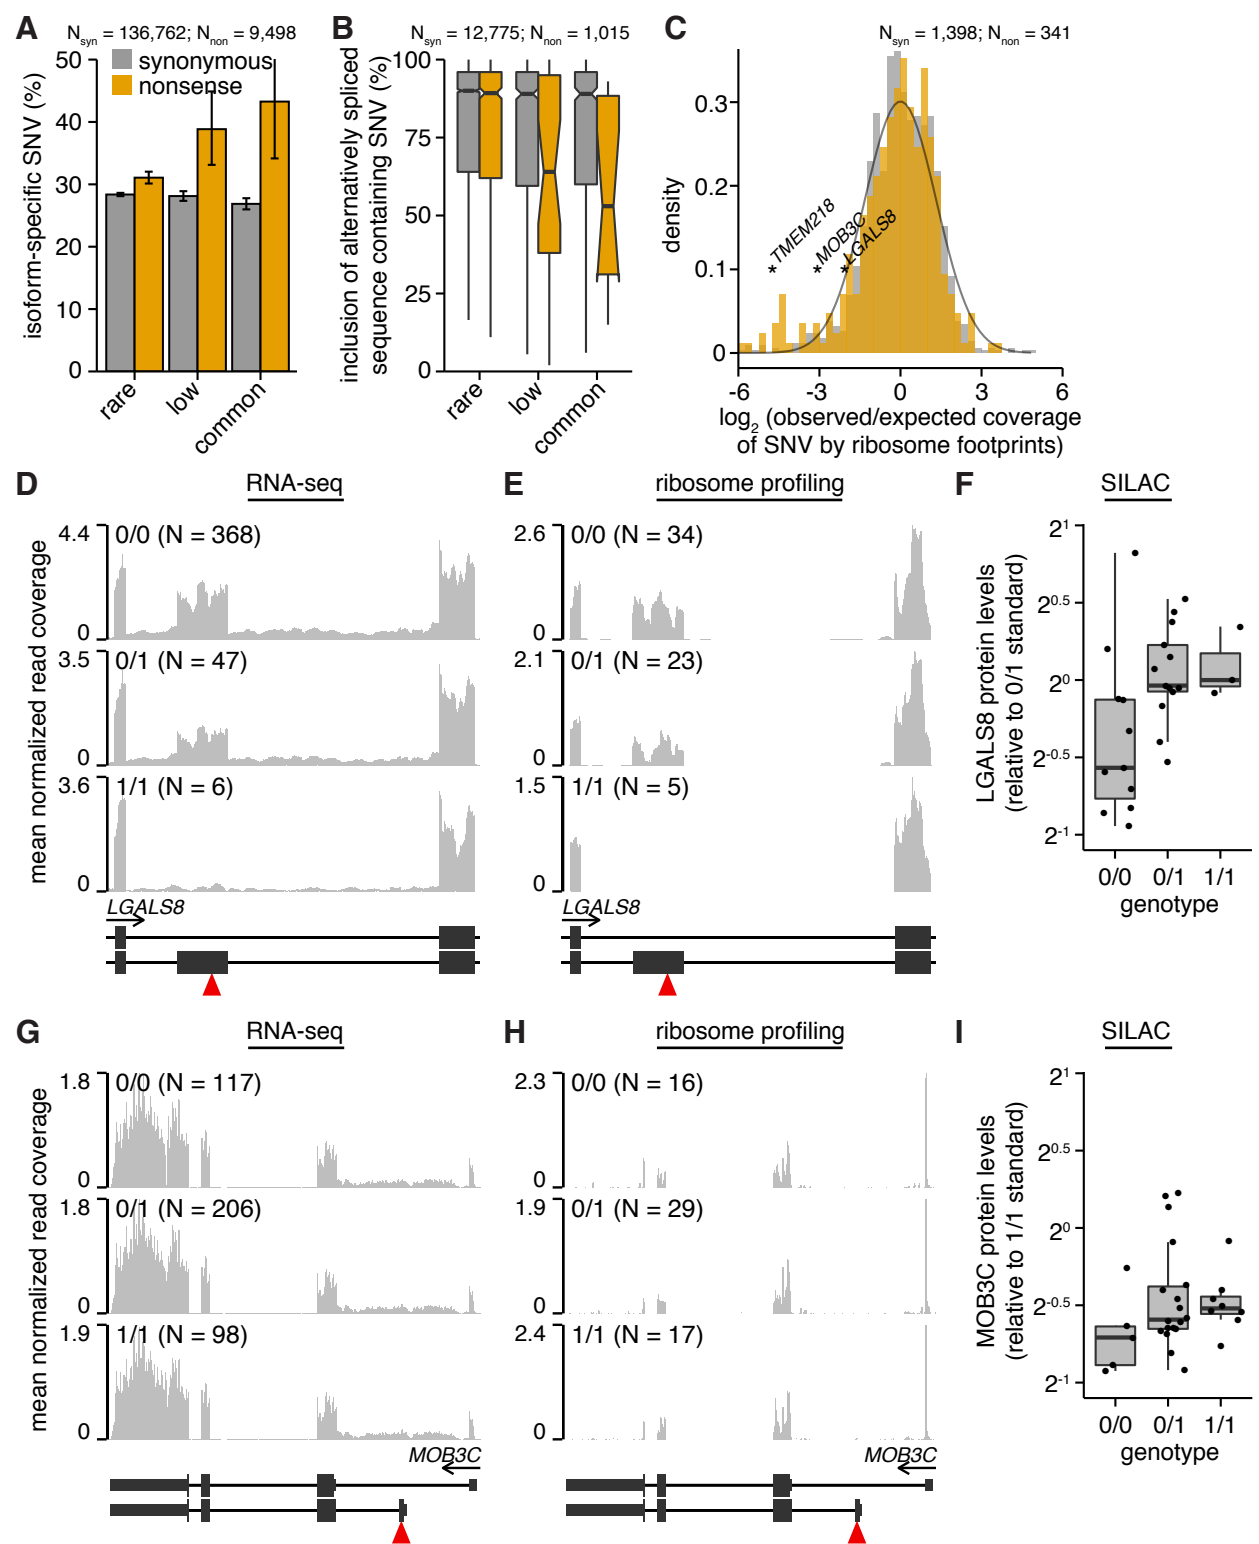 A
N_syn = 136,762; N_non = 9,498
synonymous
nonsense
isoform-specific SNV (%)
50
40
30
20
10
0
rare
low
common
B
N_syn = 12,775; N_non = 1,015
inclusion of alternatively spliced
sequence containing SNV (%)
100
75
50
25
0
rare
low
common
C
N_syn = 1,398; N_non = 341
density
0.3
0.2
0.1
0
* TMEM218
* MOB3C
* LGALS8
-6
-3
0
3
6
log_2 (observed/expected coverage
of SNV by ribosome footprints)
D
RNA-seq
mean normalized read coverage
4.4
0/0 (N = 368)
0
3.5
0/1 (N = 47)
0
3.6
1/1 (N = 6)
0
LGALS8
E
ribosome profiling
2.6
0/0 (N = 34)
0
2.1
0/1 (N = 23)
0
1.5
1/1 (N = 5)
0
LGALS8
F
SILAC
LGALS8 protein levels
(relative to 0/1 standard)
2^1
2^0.5
2^0
2^-0.5
2^-1
0/0
0/1
1/1
genotype
G
RNA-seq
mean normalized read coverage
1.8
0/0 (N = 117)
0
1.8
0/1 (N = 206)
0
1.9
1/1 (N = 98)
0
MOB3C
H
ribosome profiling
2.3
0/0 (N = 16)
0
1.9
0/1 (N = 29)
0
2.4
1/1 (N = 17)
0
MOB3C
I
SILAC
MOB3C protein levels
(relative to 1/1 standard)
2^1
2^0.5
2^0
2^-0.5
2^-1
0/0
0/1
1/1
genotype